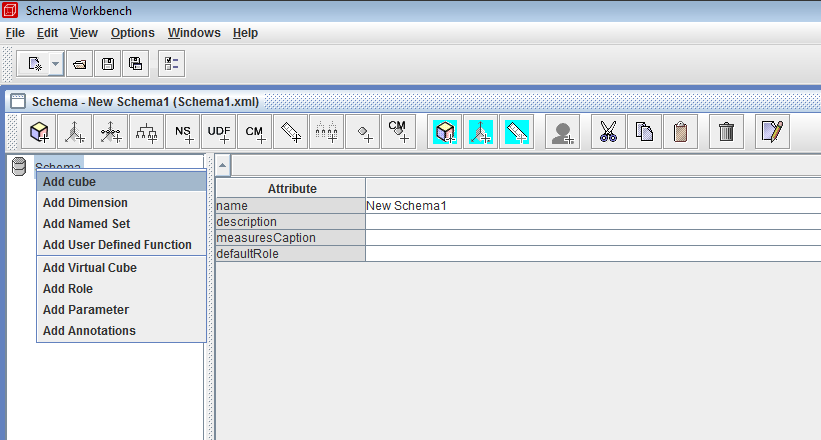 Schema Workbench
File Edit View Options Windows Help
Schema - New Schema1 (Schema1.xml)
NS UDF CM CM
Schema
Add cube
Add Dimension
Add Named Set
Add User Defined Function
Add Virtual Cube
Add Role
Add Parameter
Add Annotations
Attribute
name New Schema1
description
measuresCaption
defaultRole